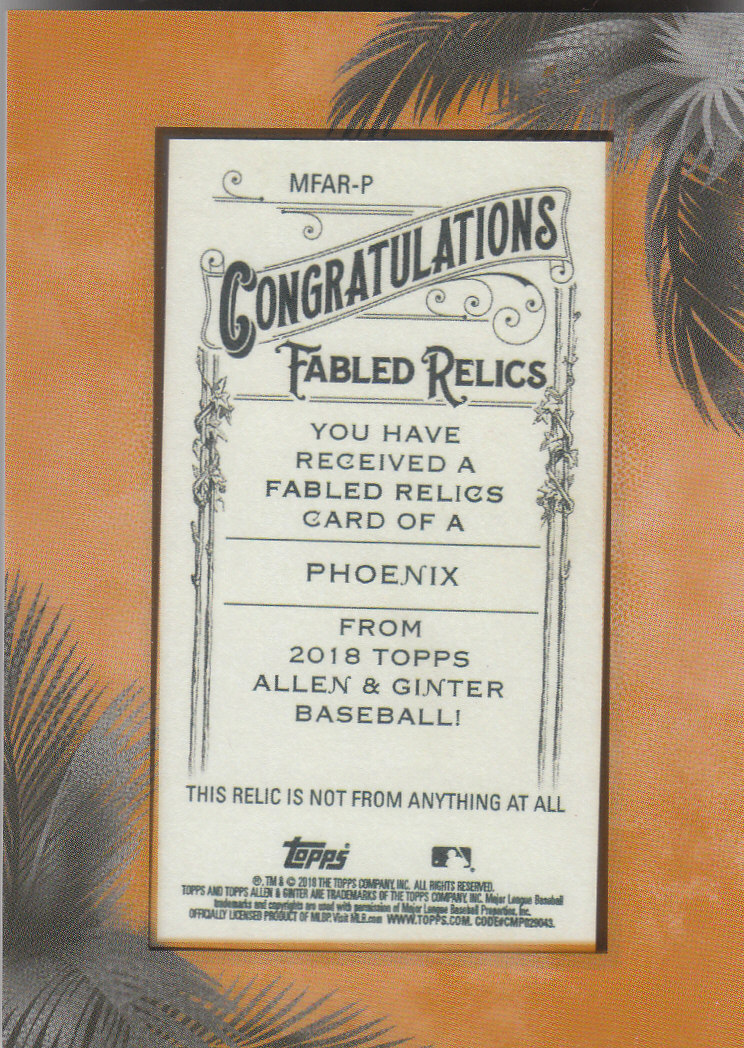 MFAR-P
CONGRATULATIONS
FABLED RELICS
YOU HAVE
RECEIVED A
FABLED RELICS
CARD OF A
PHOENIX
FROM
2018 TOPPS
ALLEN & GINTER
BASEBALL!
THIS RELIC IS NOT FROM ANYTHING AT ALL
topps
®, TM & © 2018 THE TOPPS COMPANY, INC. ALL RIGHTS RESERVED.
TOPPS AND TOPPS ALLEN & GINTER ARE TRADEMARKS OF THE TOPPS COMPANY, INC. Major League Baseball
trademarks and copyrights are used with permission of Major League Baseball Properties, Inc.
OFFICIALLY LICENSED PRODUCT OF MLBP. Visit MLB.com WWW.TOPPS.COM. CODE#CMP029043.